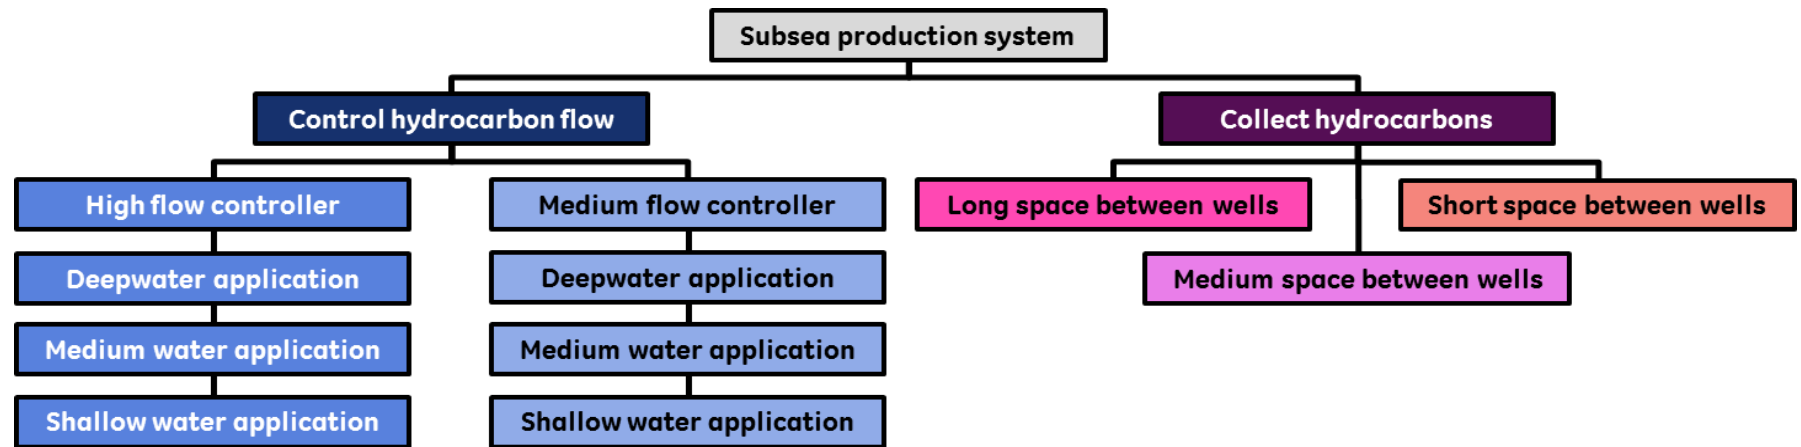 Subsea production system
Control hydrocarbon flow
Collect hydrocarbons
High flow controller
Medium flow controller
Long space between wells
Short space between wells
Deepwater application
Deepwater application
Medium space between wells
Medium water application
Medium water application
Shallow water application
Shallow water application